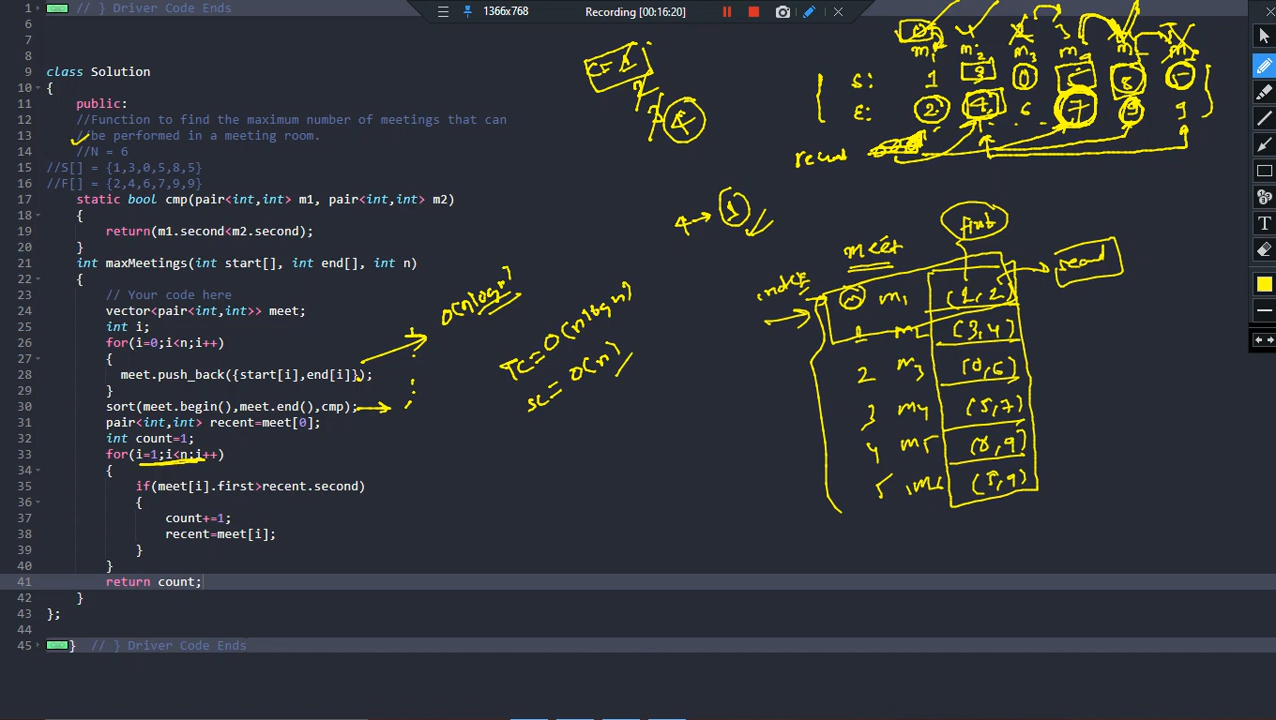 1366x768
Recording [00:16:20]
1 // } Driver Code Ends
6
7
8
9 class Solution
10 {
11 public:
12 //Function to find the maximum number of meetings that can
13 //be performed in a meeting room.
14 //N = 6
15 //S[] = {1,3,0,5,8,5}
16 //F[] = {2,4,6,7,9,9}
17 static bool cmp(pair<int,int> m1, pair<int,int> m2)
18 {
19 return(m1.second<m2.second);
20 }
21 int maxMeetings(int start[], int end[], int n)
22 {
23 // Your code here
24 vector<pair<int,int>> meet;
25 int i;
26 for(i=0;i<n;i++)
27 {
28 meet.push_back({start[i],end[i]});
29 }
30 sort(meet.begin(),meet.end(),cmp);
31 pair<int,int> recent=meet[0];
32 int count=1;
33 for(i=1;i<n;i++)
34 {
35 if(meet[i].first>recent.second)
36 {
37 count+=1;
38 recent=meet[i];
39 }
40 }
41 return count;
42 }
43 };
44
45 } // } Driver Code Ends
O(nlogn)
TC= O(nlogn)
SC= O(n)
4
4 → 1
S: 1 3 0 5 8 5
E: 2 4 6 7 9 9
first
meet
second
index
0 m1 (1,2)
1 m2 (3,4)
2 m3 (0,6)
3 m4 (5,7)
4 m5 (8,9)
5 m6 (5,9)